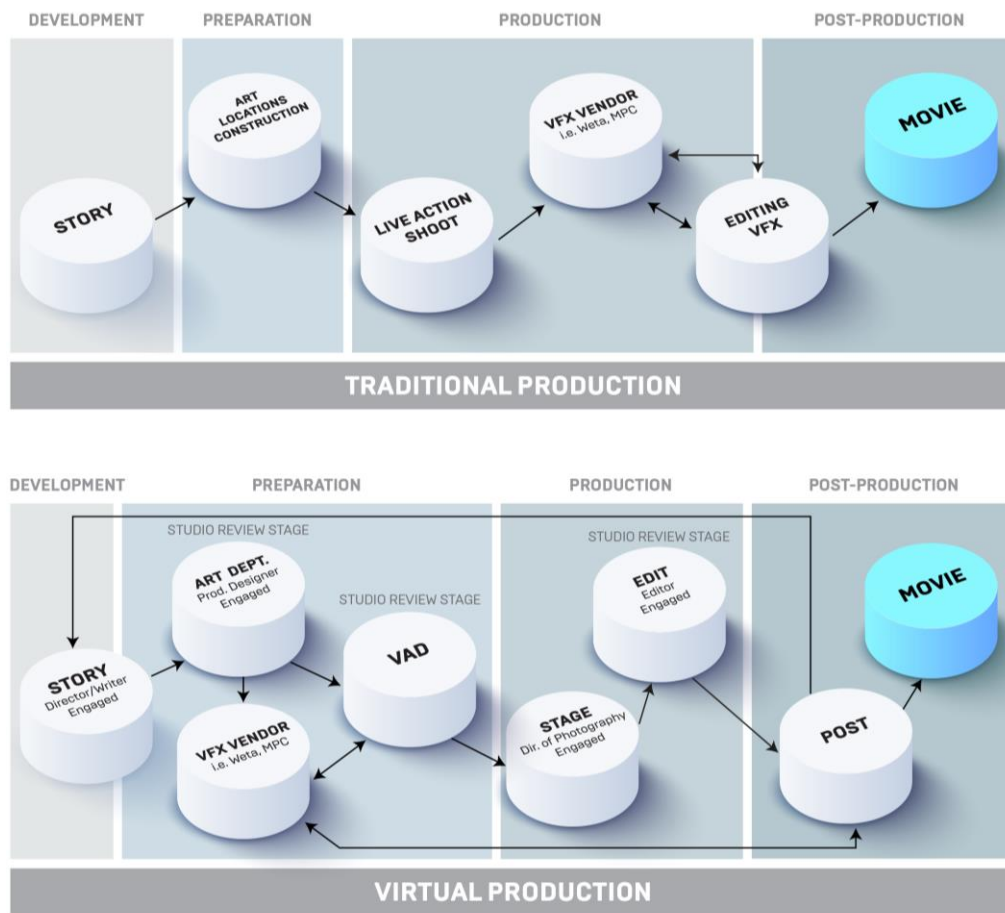 DEVELOPMENT
PREPARATION
PRODUCTION
POST-PRODUCTION
ART
LOCATIONS
CONSTRUCTION
VFX VENDOR
i.e. Weta, MPC
MOVIE
STORY
LIVE ACTION
SHOOT
EDITING
VFX
TRADITIONAL PRODUCTION
DEVELOPMENT
PREPARATION
PRODUCTION
POST-PRODUCTION
STUDIO REVIEW STAGE
STUDIO REVIEW STAGE
ART DEPT.
Prod. Designer
Engaged
EDIT
Editor
Engaged
MOVIE
STUDIO REVIEW STAGE
VAD
STORY
Director/Writer
Engaged
STAGE
Dir. of Photography
Engaged
POST
VFX VENDOR
i.e. Weta, MPC
VIRTUAL PRODUCTION